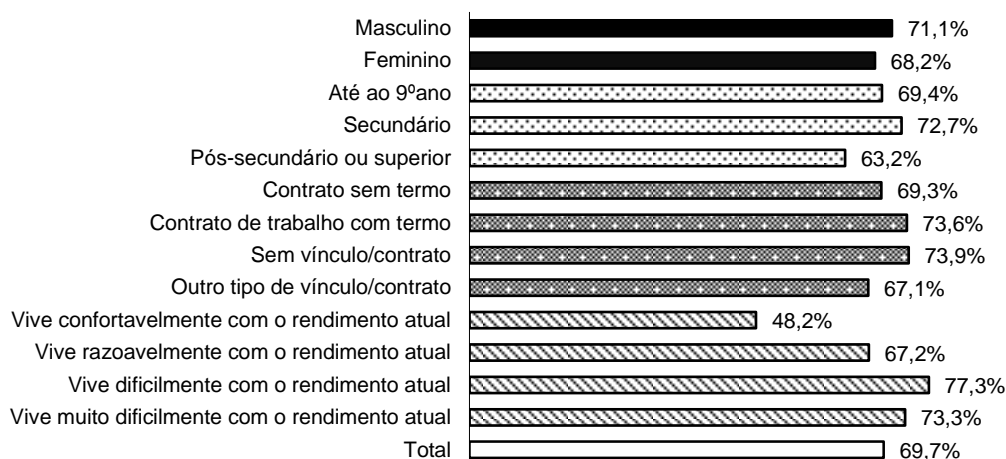 Masculino 71,1%
Feminino 68,2%
Até ao 9ºano 69,4%
Secundário 72,7%
Pós-secundário ou superior 63,2%
Contrato sem termo 69,3%
Contrato de trabalho com termo 73,6%
Sem vínculo/contrato 73,9%
Outro tipo de vínculo/contrato 67,1%
Vive confortavelmente com o rendimento atual 48,2%
Vive razoavelmente com o rendimento atual 67,2%
Vive dificilmente com o rendimento atual 77,3%
Vive muito dificilmente com o rendimento atual 73,3%
Total 69,7%